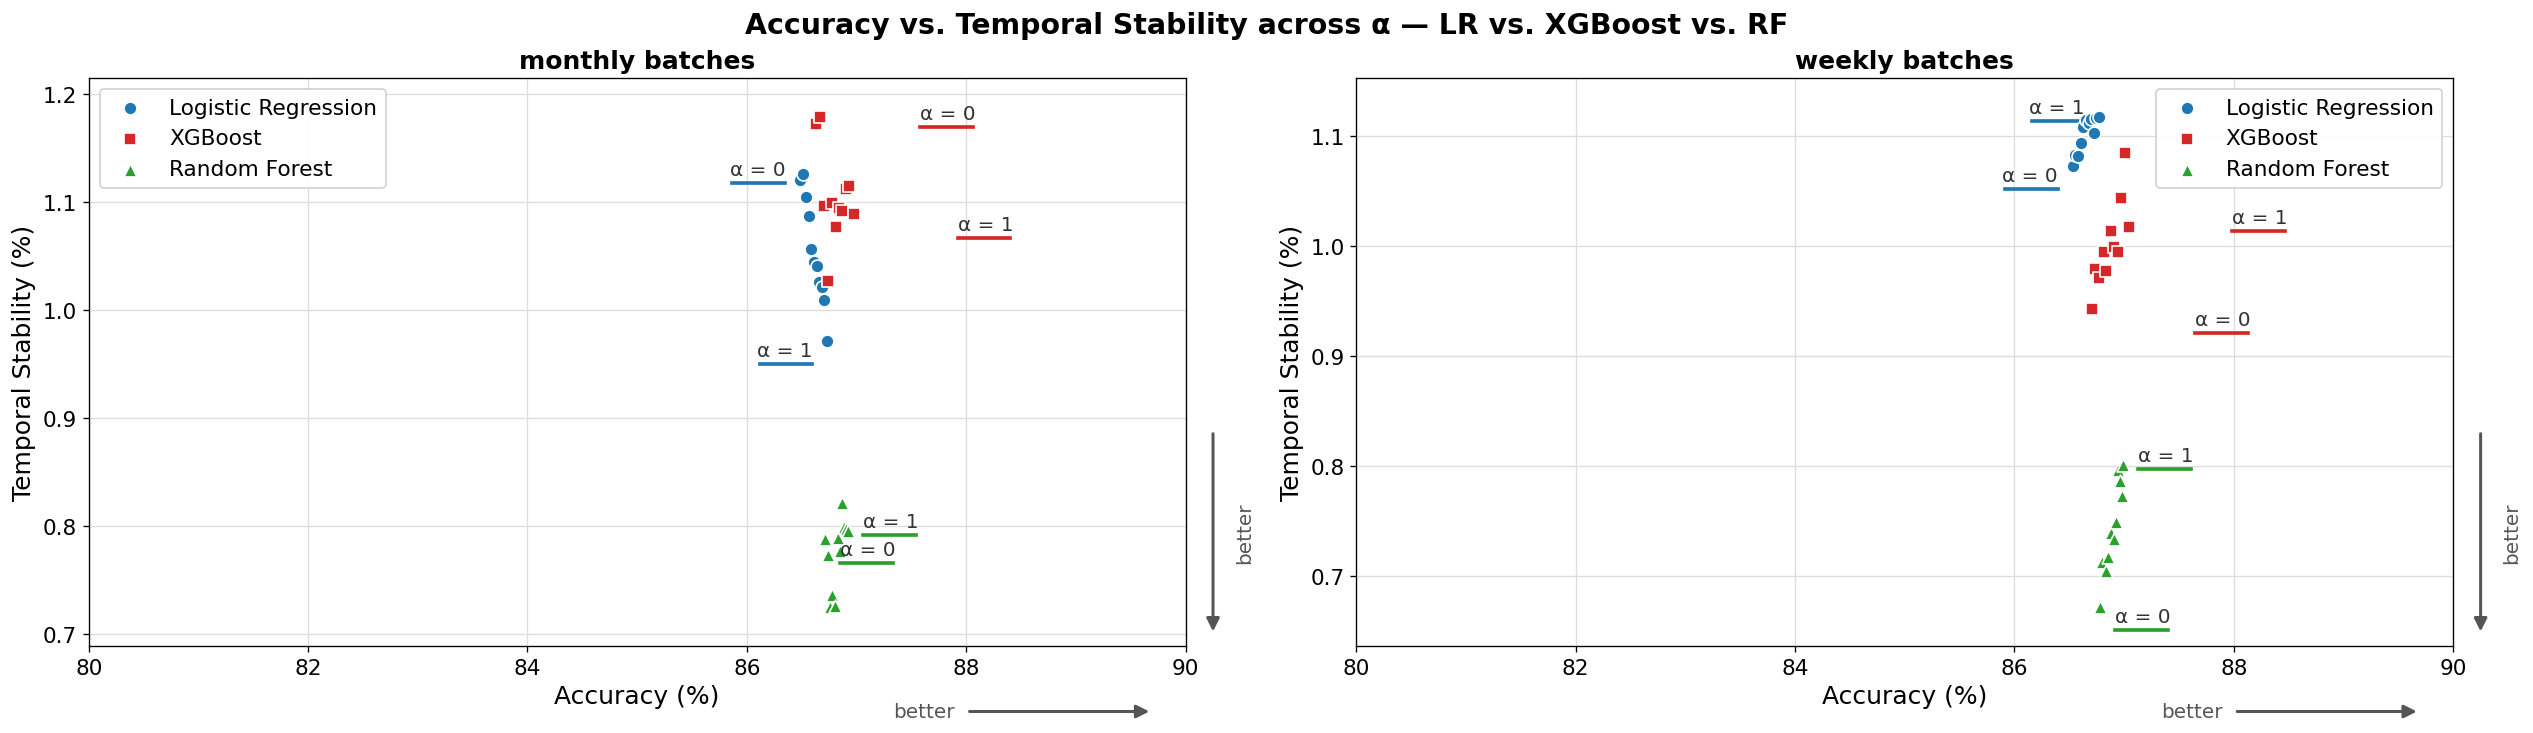 Accuracy vs. Temporal Stability across α — LR vs. XGBoost vs. RF
monthly batches
Temporal Stability (%)
1.2
1.1
1.0
0.9
0.8
0.7
Logistic Regression
XGBoost
Random Forest
α = 0
α = 0
α = 1
α = 1
α = 1
α = 0
80
82
84
86
88
90
Accuracy (%)
better
better
weekly batches
Temporal Stability (%)
1.1
1.0
0.9
0.8
0.7
Logistic Regression
XGBoost
Random Forest
α = 1
α = 0
α = 1
α = 0
α = 1
α = 0
80
82
84
86
88
90
Accuracy (%)
better
better